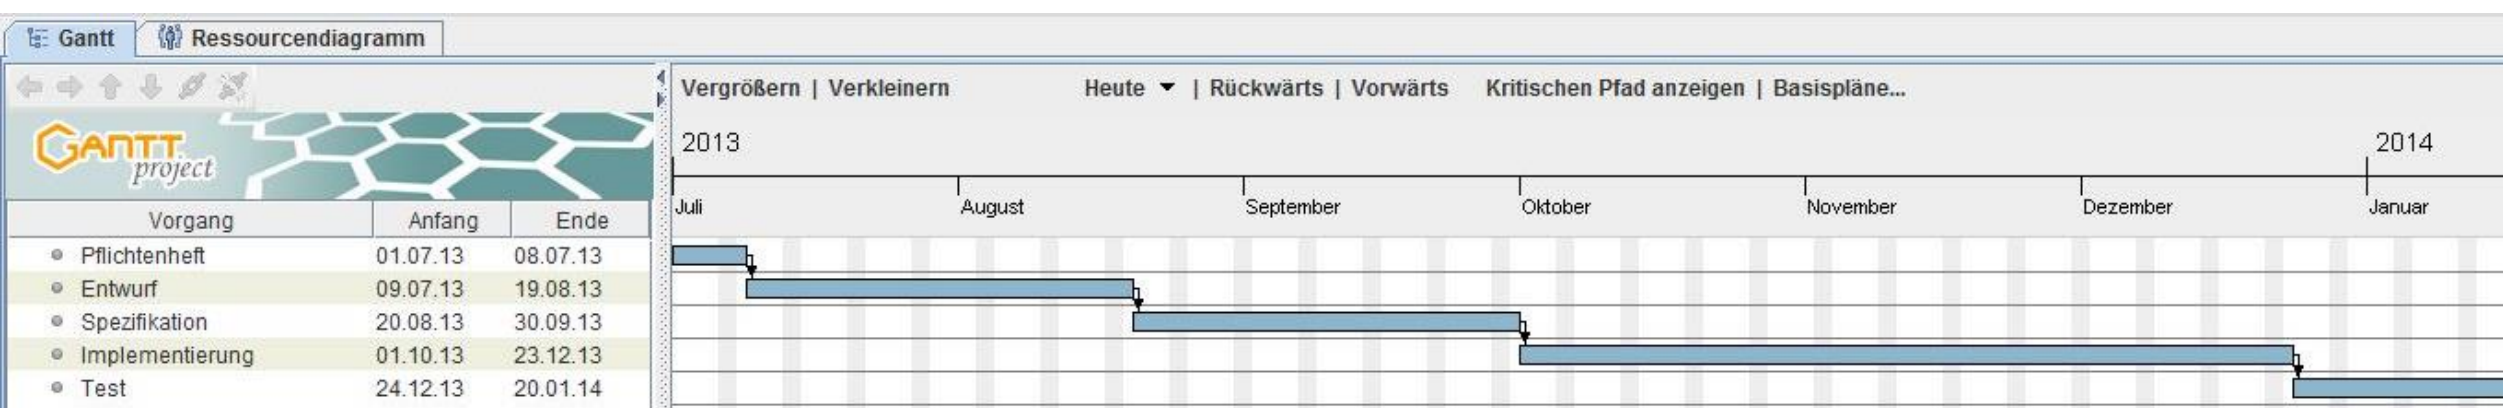 Gantt Ressourcendiagramm
Vergrößern | Verkleinern Heute | Rückwärts | Vorwärts Kritischen Pfad anzeigen | Basispläne...
GANTT
project
2013 2014
Juli August September Oktober November Dezember Januar
Vorgang Anfang Ende
Pflichtenheft 01.07.13 08.07.13
Entwurf 09.07.13 19.08.13
Spezifikation 20.08.13 30.09.13
Implementierung 01.10.13 23.12.13
Test 24.12.13 20.01.14